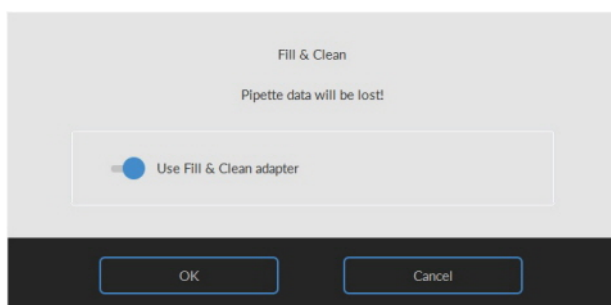 Fill & Clean
Pipette data will be lost!
Use Fill & Clean adapter
OK
Cancel